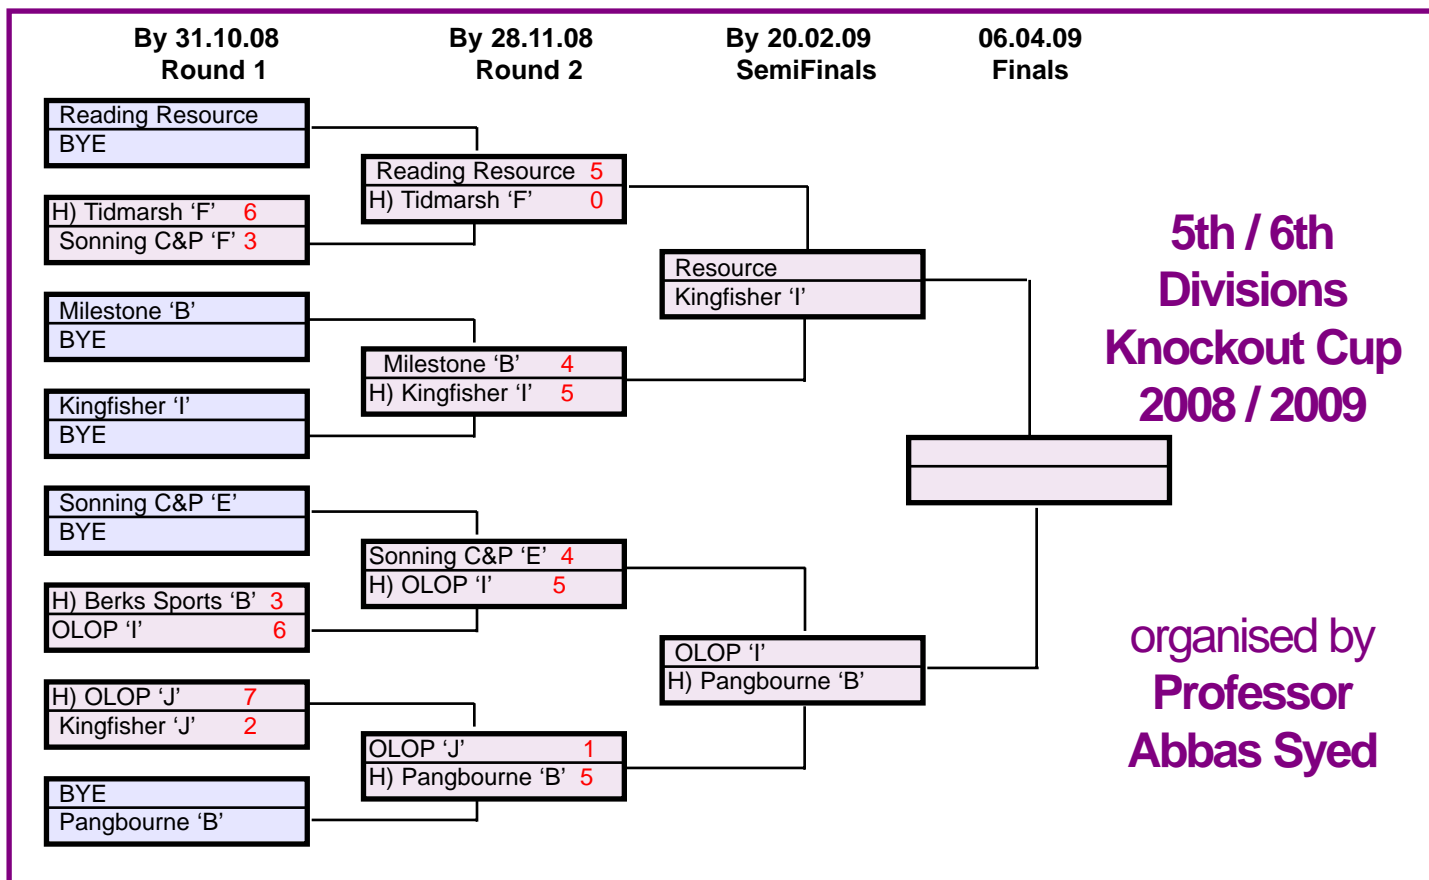 By 31.10.08
Round 1
By 28.11.08
Round 2
By 20.02.09
SemiFinals
06.04.09
Finals
Reading Resource
BYE
H) Tidmarsh ‘F’ 6
Sonning C&P ‘F’ 3
Milestone ‘B’
BYE
Kingfisher ‘I’
BYE
Sonning C&P ‘E’
BYE
H) Berks Sports ‘B’ 3
OLOP ‘I’ 6
H) OLOP ‘J’ 7
Kingfisher ‘J’ 2
BYE
Pangbourne ‘B’
Reading Resource 5
H) Tidmarsh ‘F’ 0
Milestone ‘B’ 4
H) Kingfisher ‘I’ 5
Sonning C&P ‘E’ 4
H) OLOP ‘I’ 5
OLOP ‘J’ 1
H) Pangbourne ‘B’ 5
Resource
Kingfisher ‘I’
OLOP ‘I’
H) Pangbourne ‘B’
5th / 6th
Divisions
Knockout Cup
2008 / 2009
organised by
Professor
Abbas Syed